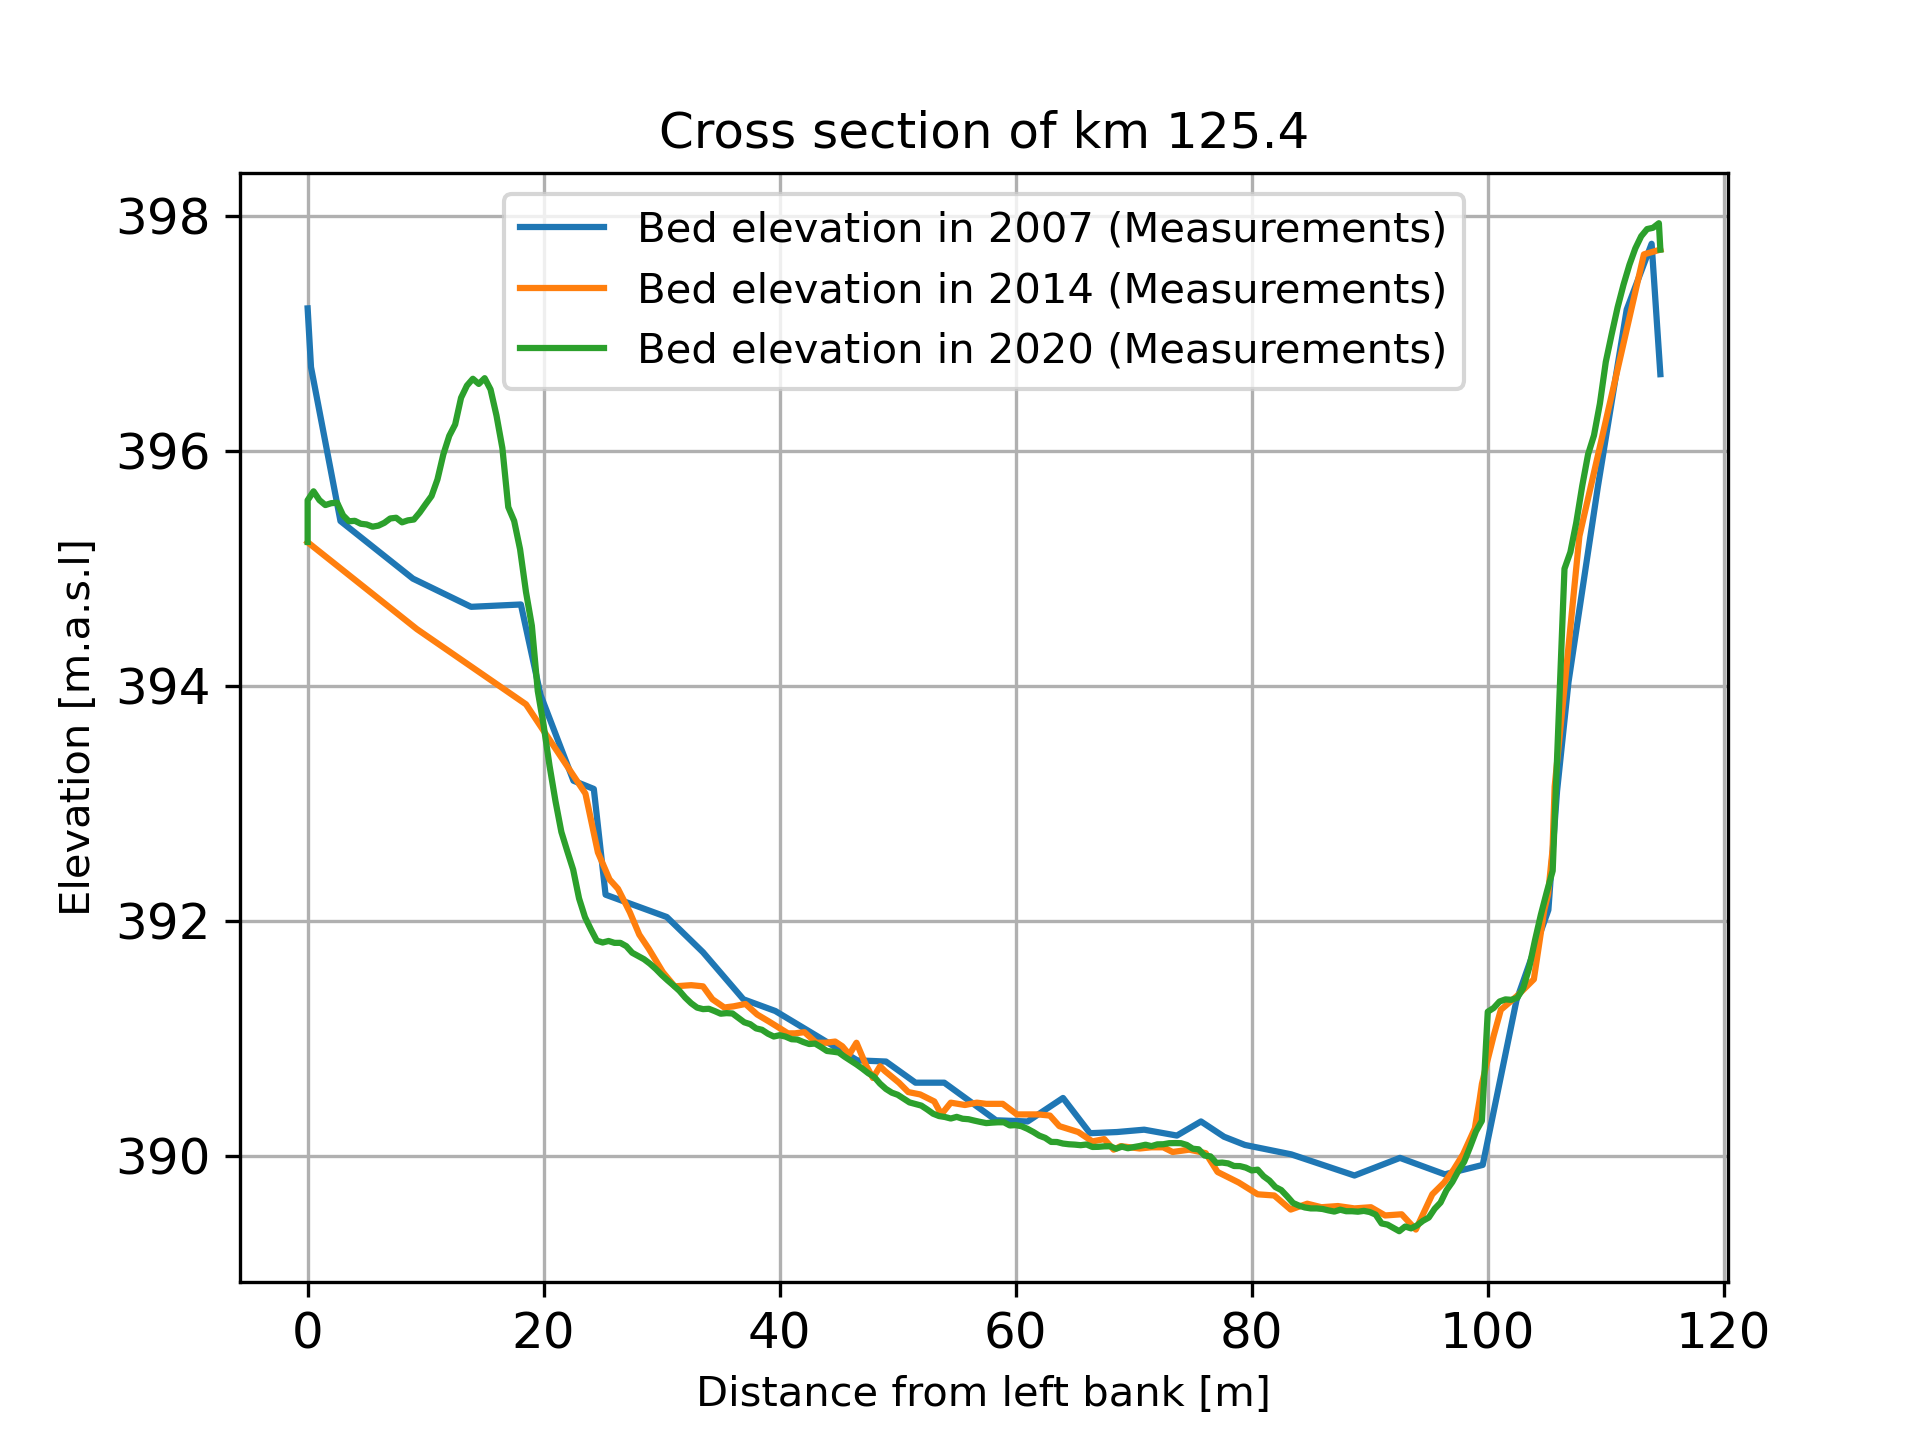 Cross section of km 125.4
Bed elevation in 2007 (Measurements)
Bed elevation in 2014 (Measurements)
Bed elevation in 2020 (Measurements)
398
396
394
392
390
Elevation [m.a.s.l]
0 20 40 60 80 100 120
Distance from left bank [m]